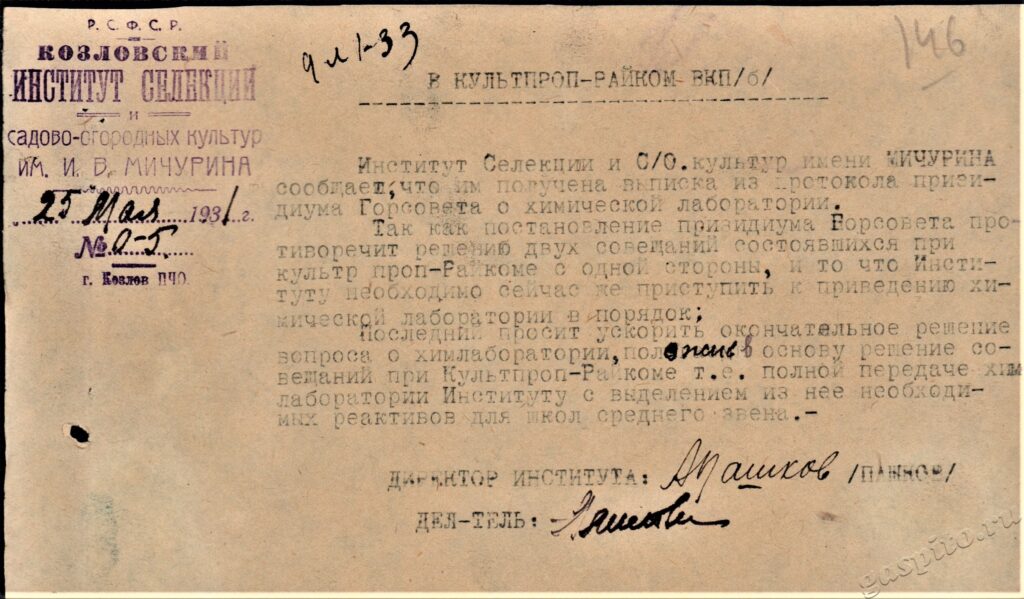 Р. С. Ф. С. Р.
КОЗЛОВСКИЙ
ИНСТИТУТ СЕЛЕКЦИИ
и
САДОВО-ОГОРОДНЫХ КУЛЬТУР
ИМ. И. В. МИЧУРИНА
25 Мая 1931 г.
№ 0-5.
г. Козлов ЦЧО.
146
В КУЛЬТПРОП-РАЙКОМ ВКП/б/
Институт Селекции и С/О.культур имени МИЧУРИНА
сообщает,что им получена выписка из протокола прези-
диума Горсовета о химической лаборатории.
Так как постановление призидиума Горсовета про-
тиворечит решению двух совещаний состоявшихся при
культр проп-Райкоме с одной стороны, и то что Инсти-
туту необходимо сейчас же приступить к приведению хи-
мической лаборатории в порядок;
Последний просит ускорить окончательное решение
вопроса о химлаборатории,положив в основу решение со-
вещаний при Культпроп-Райкоме т.е. полной передаче хим
лаборатории Институту с выделением из нее необходи-
мых реактивов для школ среднего звена.-
ДИРЕКТОР ИНСТИТУТА: Пашков /ПАШКОВ/
ДЕЛ-ТЕЛЬ:
gaspito.ru